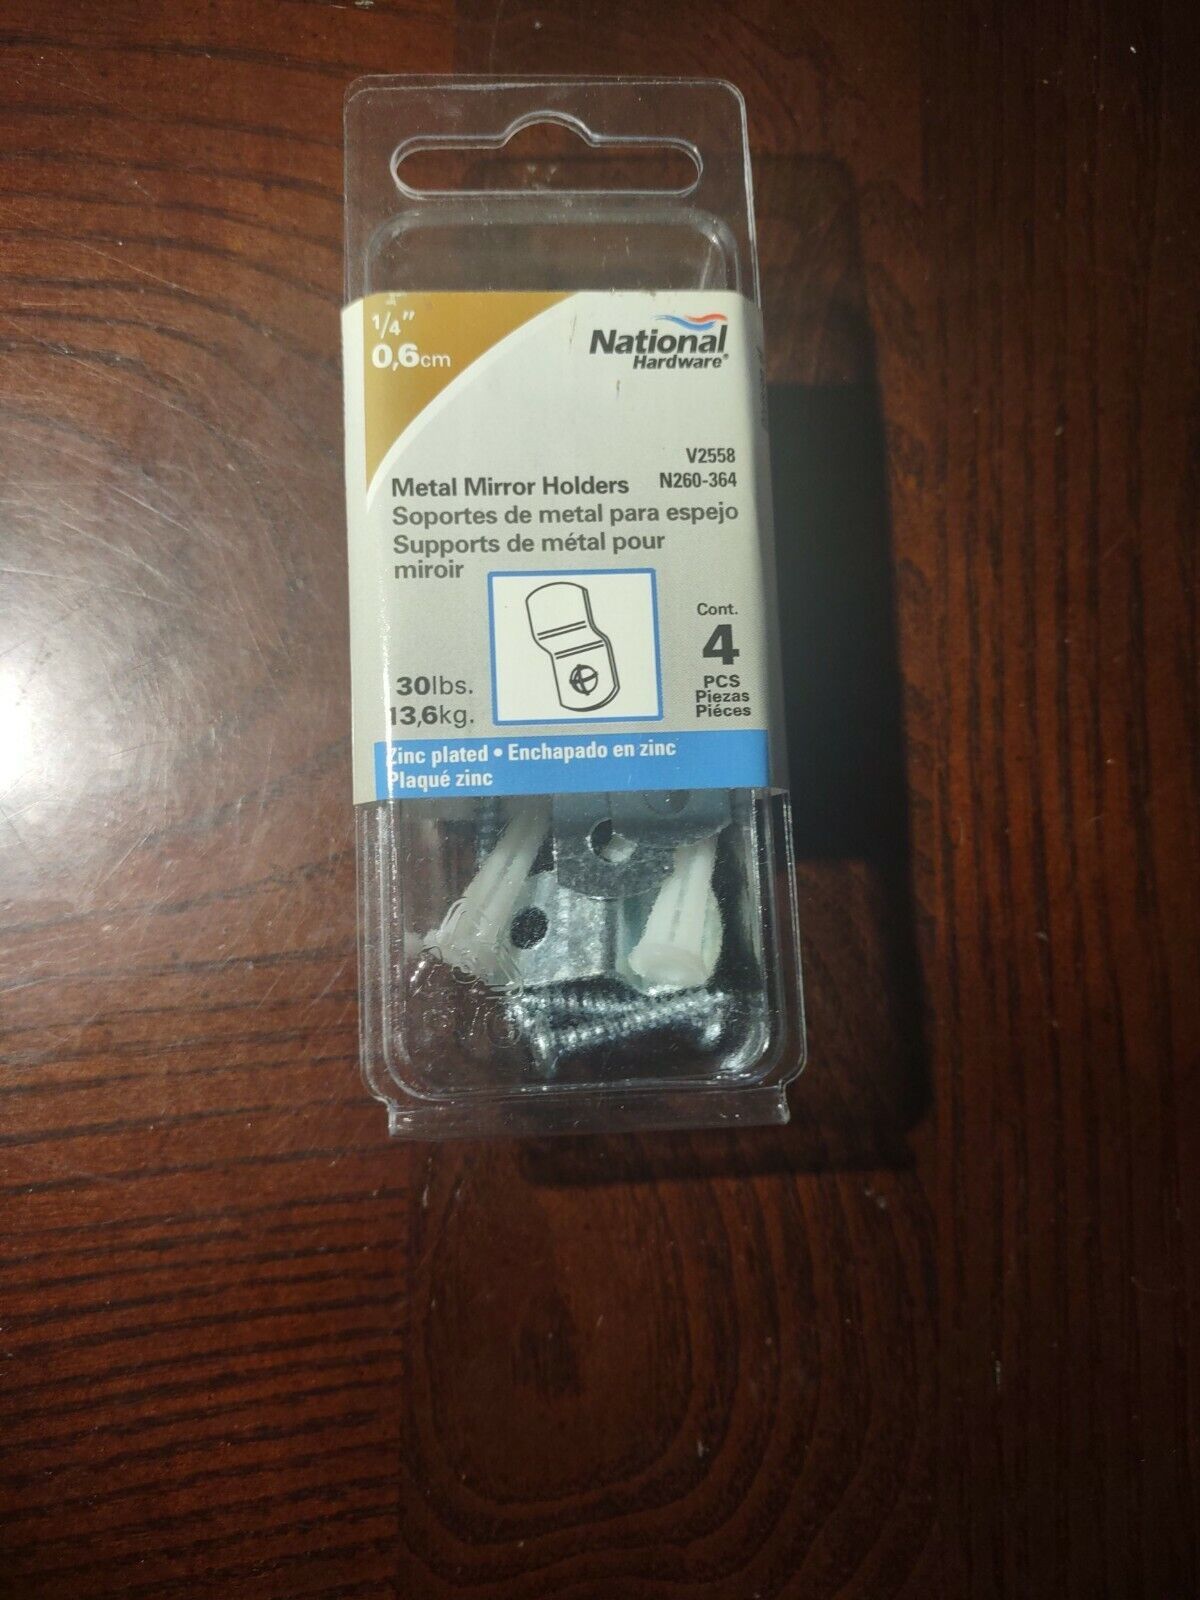 1/4"
0,6cm
National
Hardware®
V2558
Metal Mirror Holders N260-364
Soportes de metal para espejo
Supports de métal pour
miroir
Cont.
4
PCS
Piezas
Piéces
30lbs.
13,6kg.
Zinc plated • Enchapado en zinc
Plaqué zinc